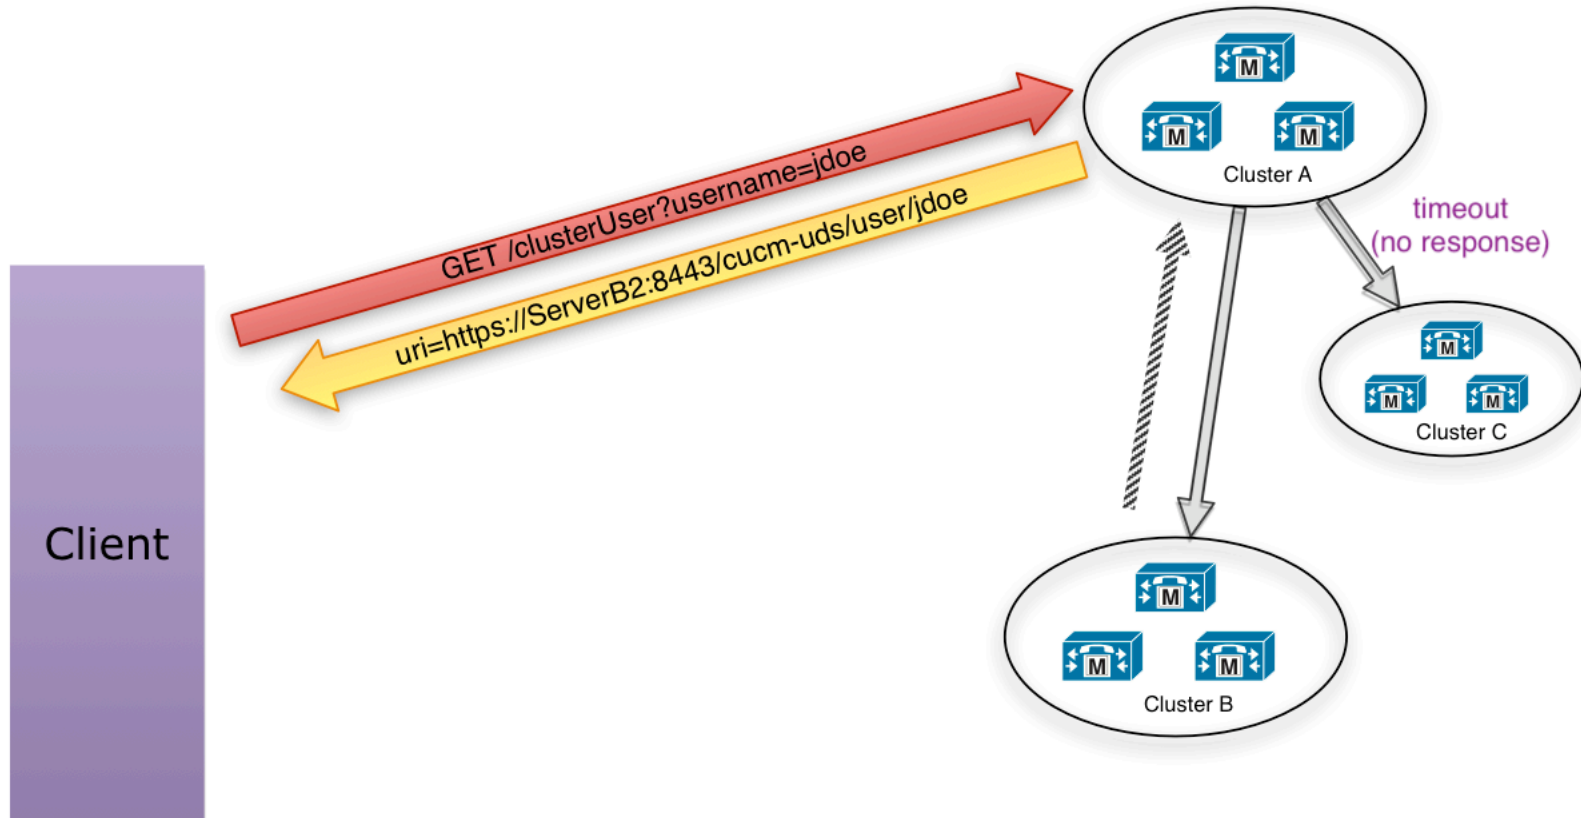 M
M
M
Cluster A
GET /clusterUser?username=jdoe
uri=https://ServerB2:8443/cucm-uds/user/jdoe
timeout
(no response)
M
M
M
Cluster C
Client
M
M
M
Cluster B